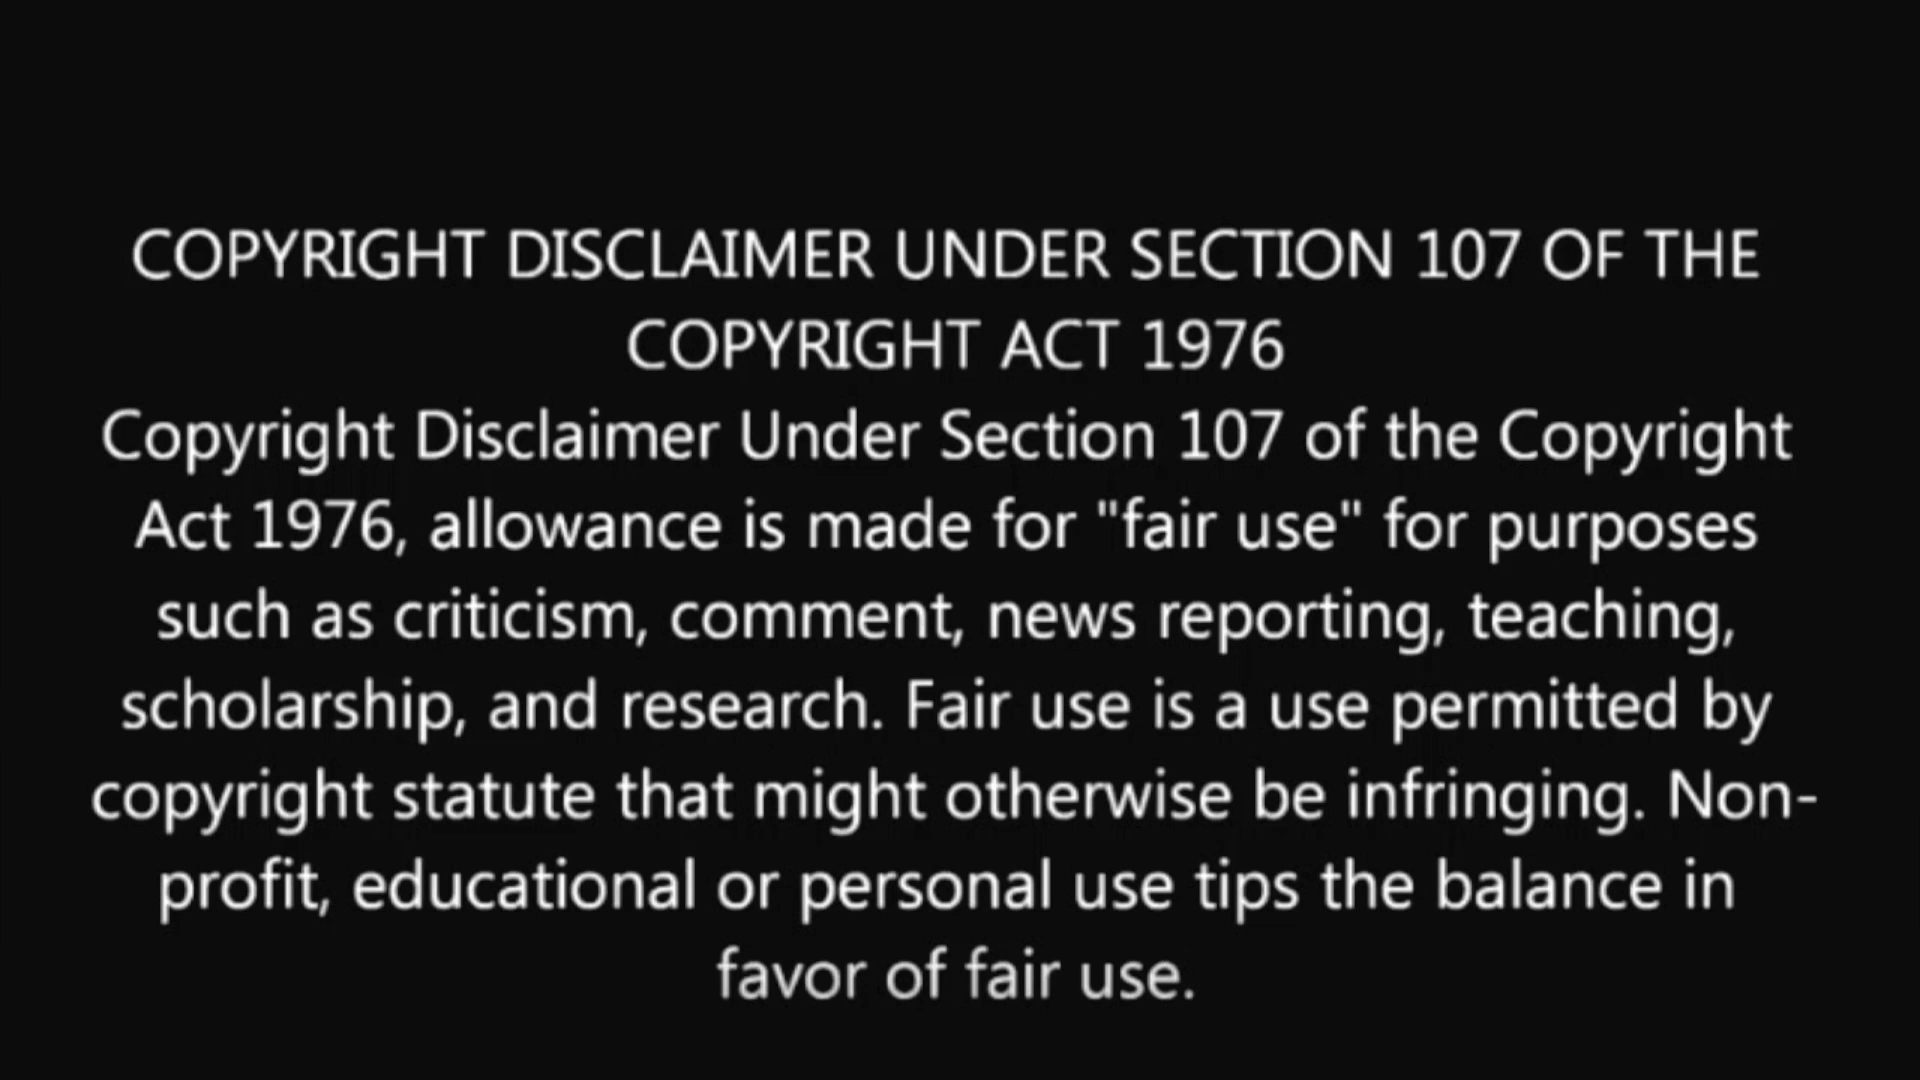 COPYRIGHT DISCLAIMER UNDER SECTION 107 OF THE
COPYRIGHT ACT 1976
Copyright Disclaimer Under Section 107 of the Copyright
Act 1976, allowance is made for "fair use" for purposes
such as criticism, comment, news reporting, teaching,
scholarship, and research. Fair use is a use permitted by
copyright statute that might otherwise be infringing. Non-
profit, educational or personal use tips the balance in
favor of fair use.